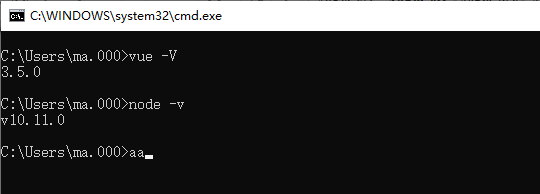 C:\WINDOWS\system32\cmd.exe
C:\Users\ma.000>vue -V
3.5.0
C:\Users\ma.000>node -v
v10.11.0
C:\Users\ma.000>aa